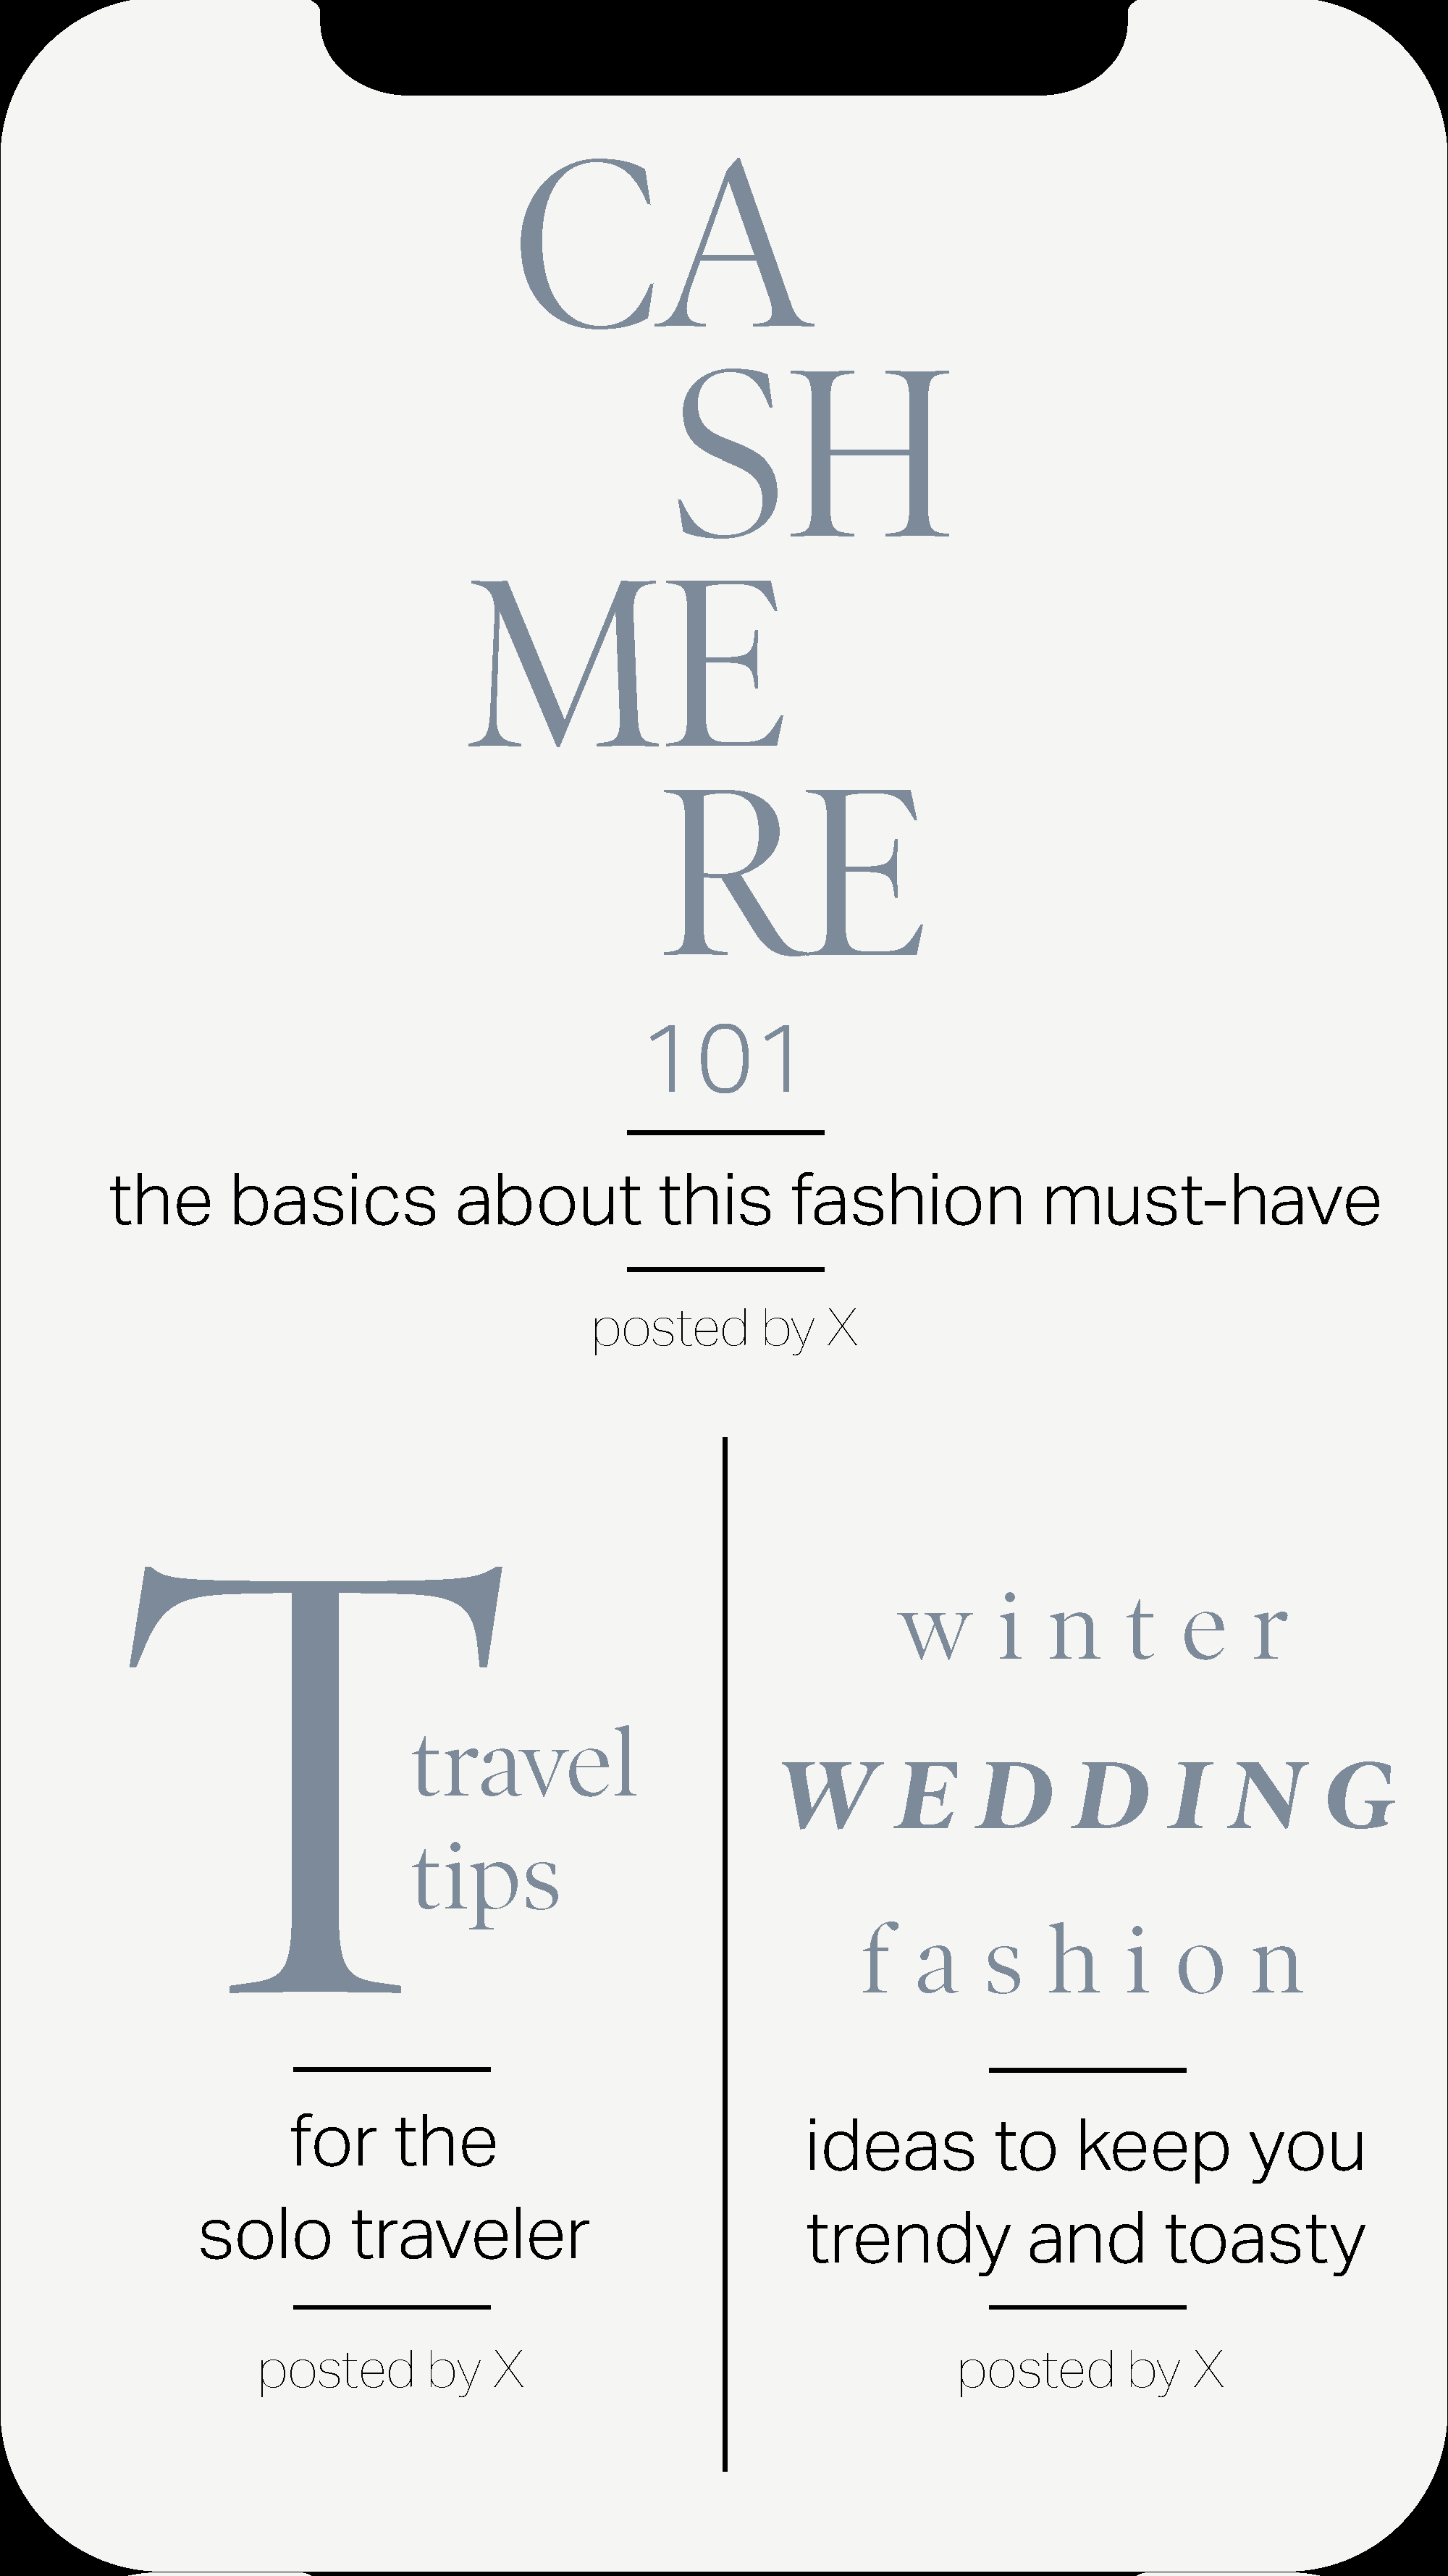 CA
SH
ME
RE
101
the basics about this fashion must-have
posted by X
T
travel
tips
for the
solo traveler
posted by X
winter
WEDDING
fashion
ideas to keep you
trendy and toasty
posted by X